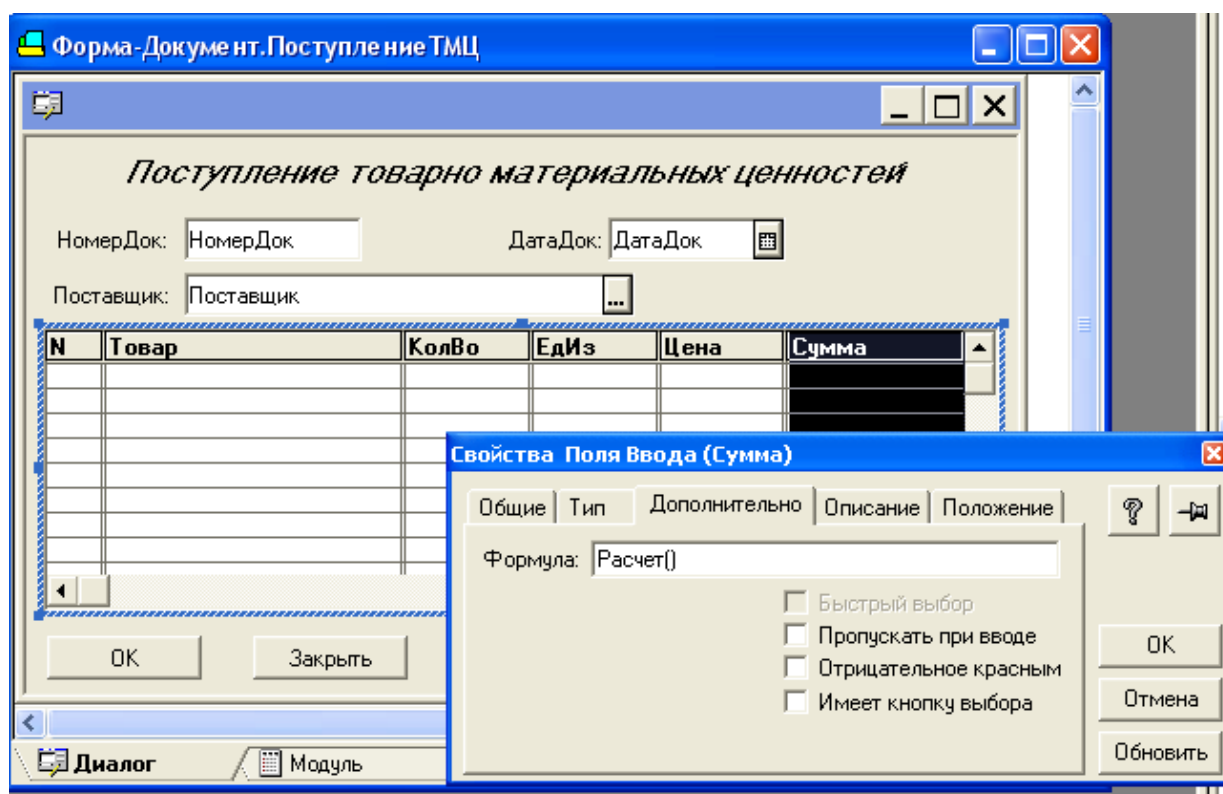 Форма-Документ.Поступление ТМЦ
Поступление товарно материальных ценностей
НомерДок: НомерДок ДатаДок: ДатаДок
Поставщик: Поставщик ...
N Товар КолВо ЕдИз Цена Сумма
Свойства Поля Ввода (Сумма)
Общие Тип Дополнительно Описание Положение
Формула: Расчет()
Быстрый выбор
Пропускать при вводе
Отрицательное красным
Имеет кнопку выбора
OK
Отмена
Обновить
OK Закрыть
Диалог Модуль